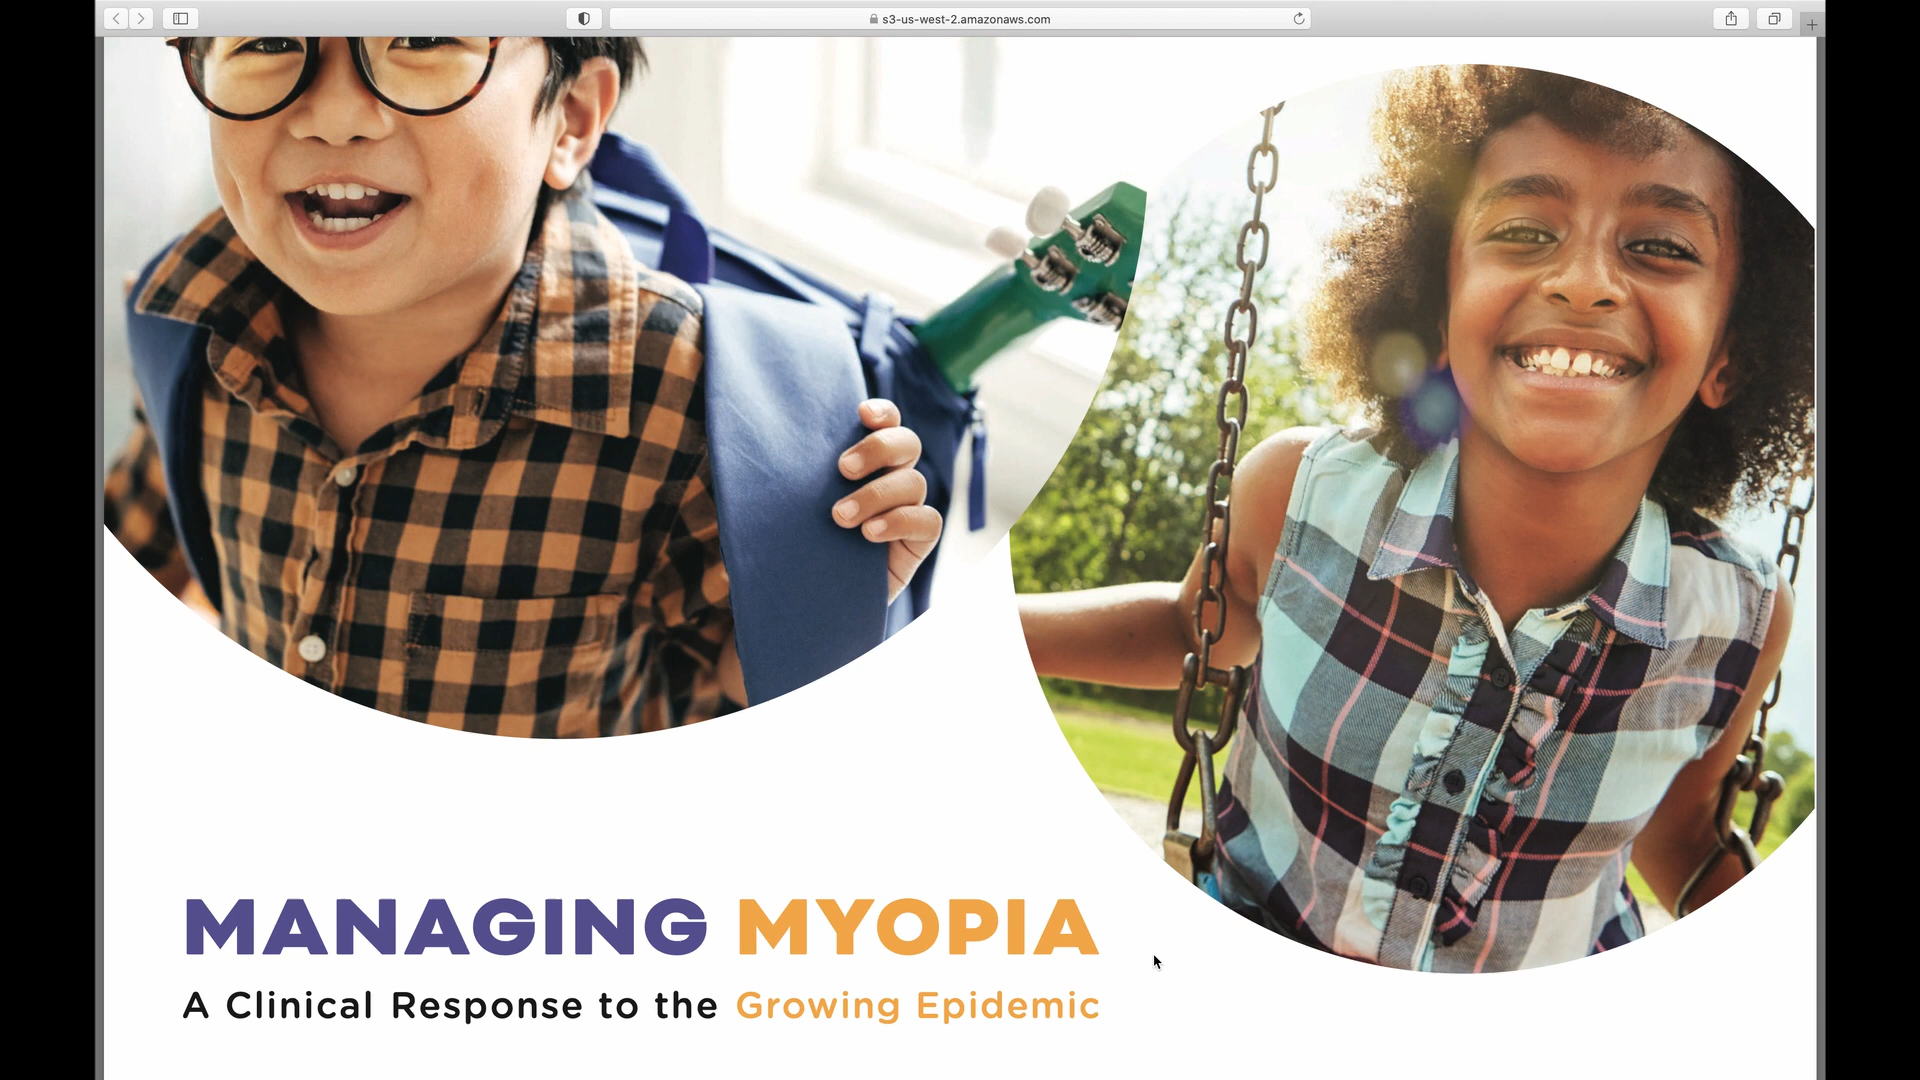 s3-us-west-2.amazonaws.com
MANAGING MYOPIA
A Clinical Response to the Growing Epidemic